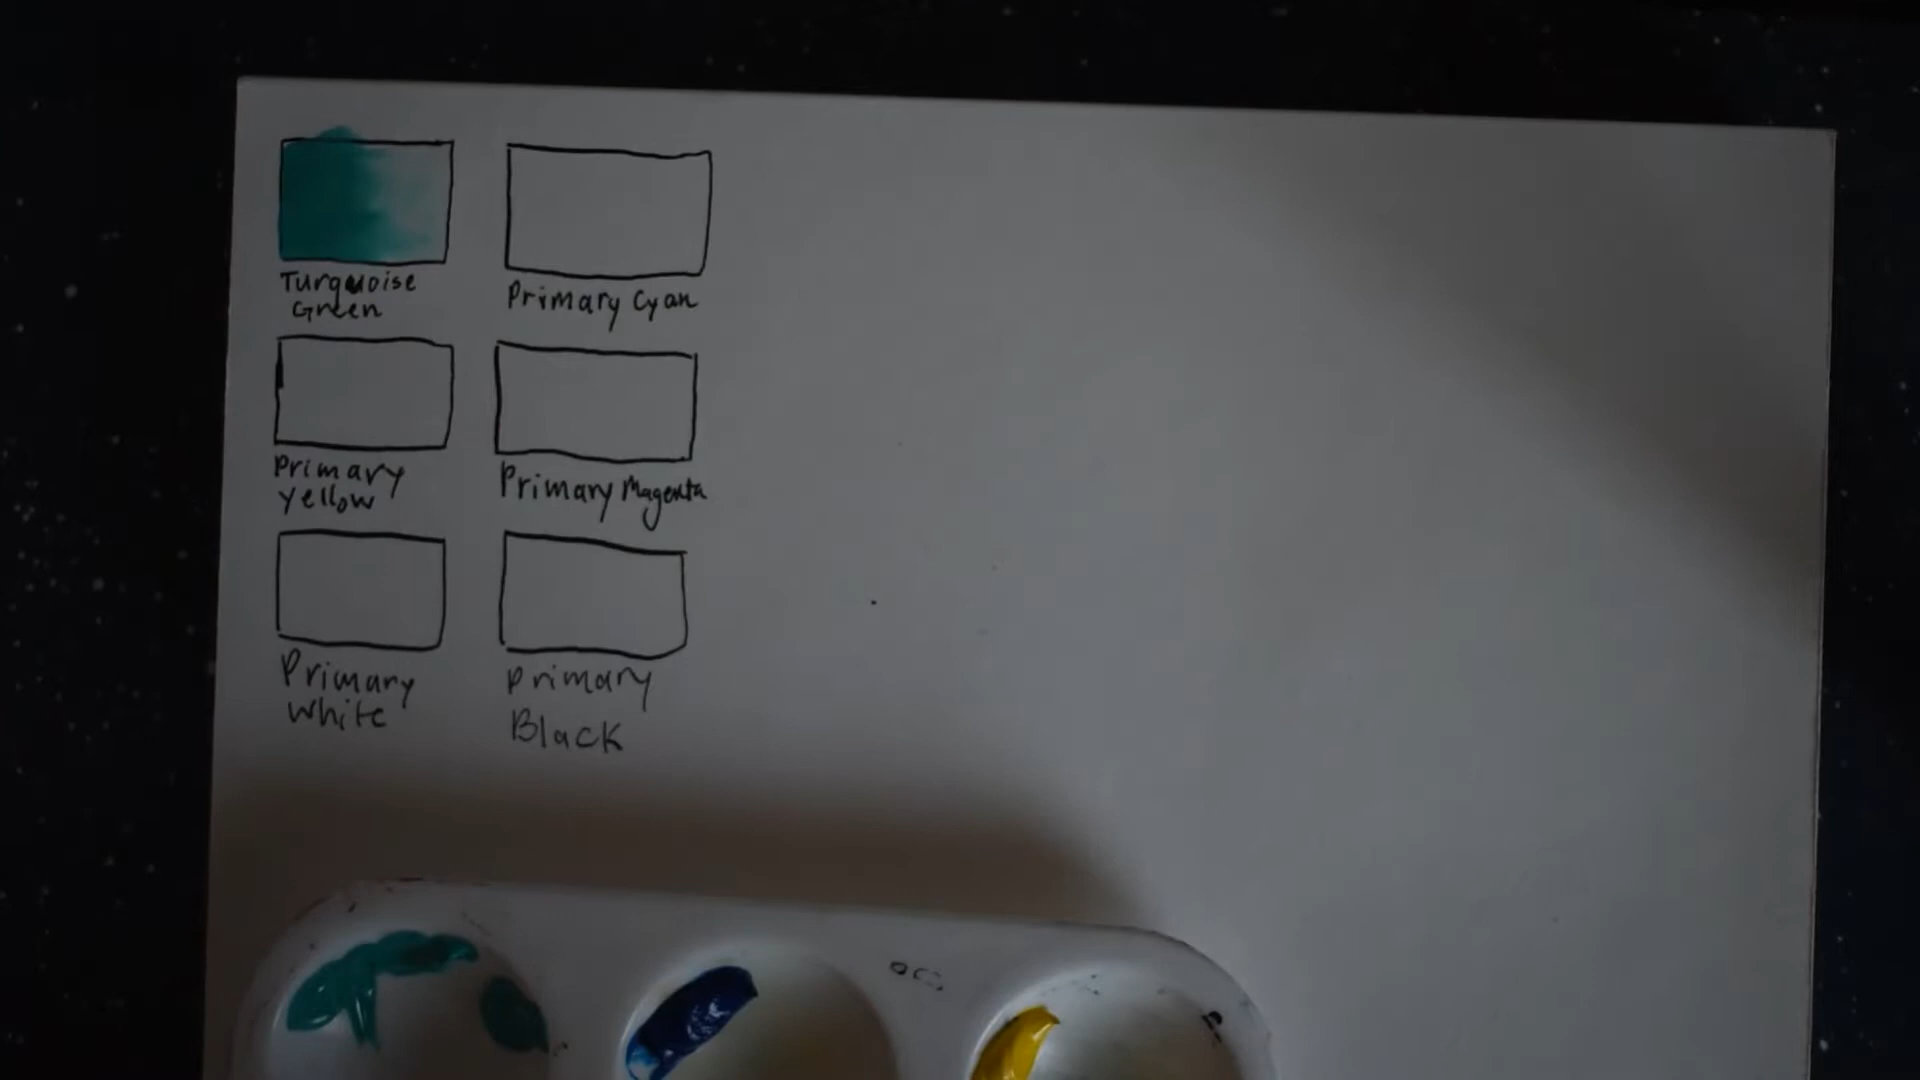 Turquoise
Green
Primary Cyan
Primary
Yellow
Primary Magenta
Primary
White
Primary
Black